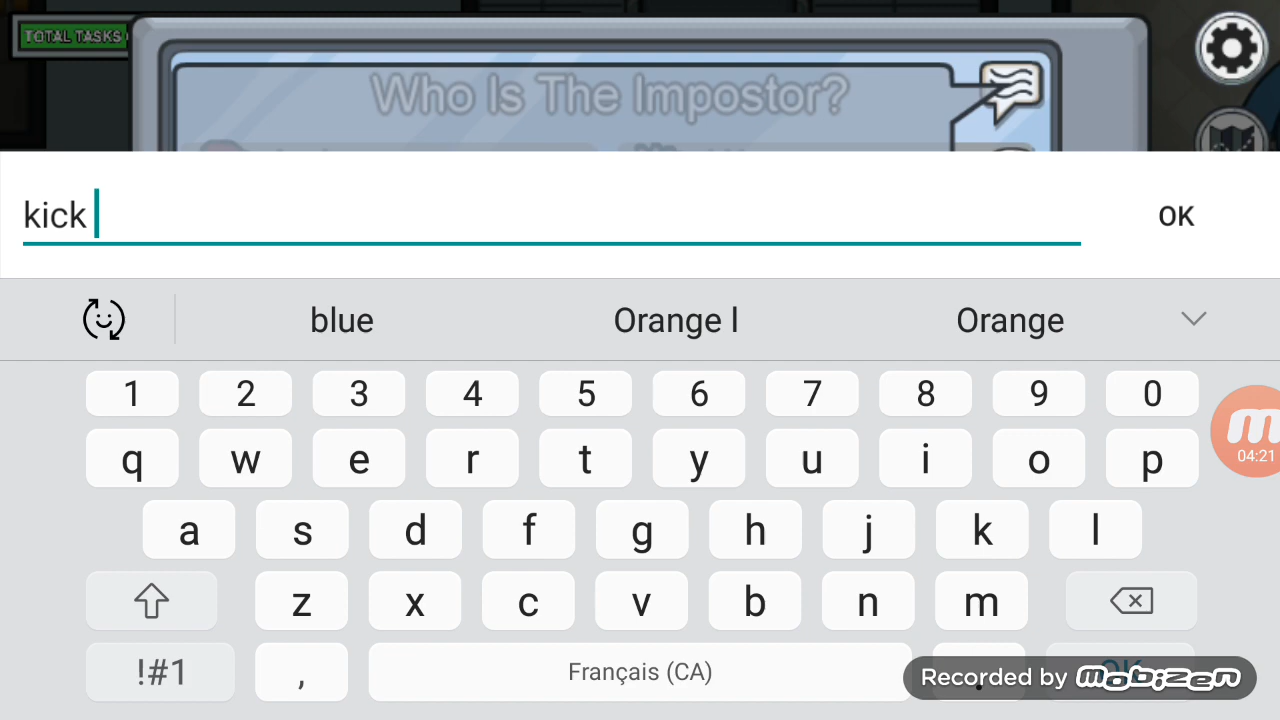 TOTAL TASKS
Who Is The Impostor?
kick
OK
blue Orange l Orange
1 2 3 4 5 6 7 8 9 0
q w e r t y u i o p
04:21
a s d f g h j k l
z x c v b n m
!#1 , Français (CA) . OK
Recorded by mobizen